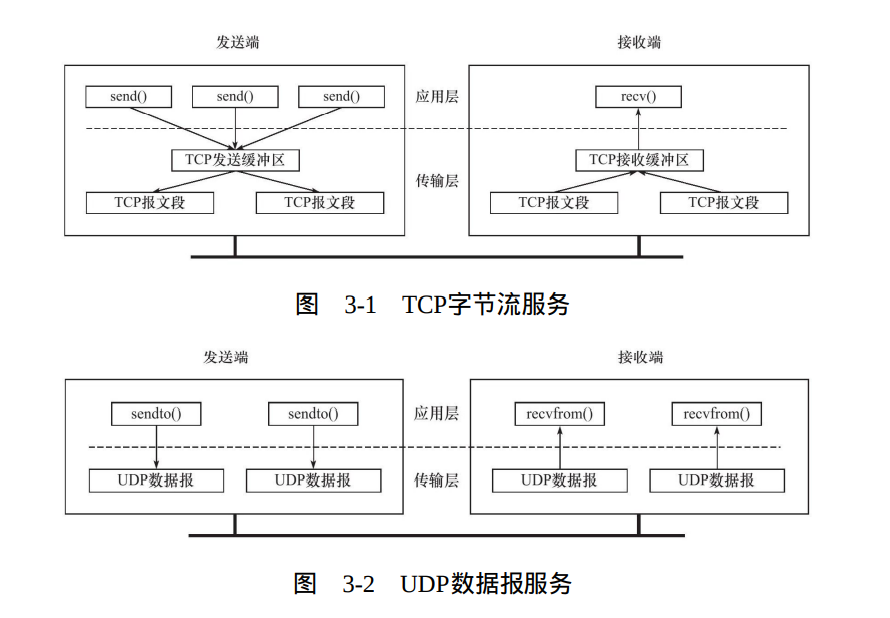 发送端 接收端
send() send() send() 应用层 recv()
TCP发送缓冲区 TCP接收缓冲区
传输层
TCP报文段 TCP报文段 TCP报文段 TCP报文段
图 3-1 TCP字节流服务
发送端 接收端
sendto() sendto() 应用层 recvfrom() recvfrom()
UDP数据报 UDP数据报 传输层 UDP数据报 UDP数据报
图 3-2 UDP数据报服务